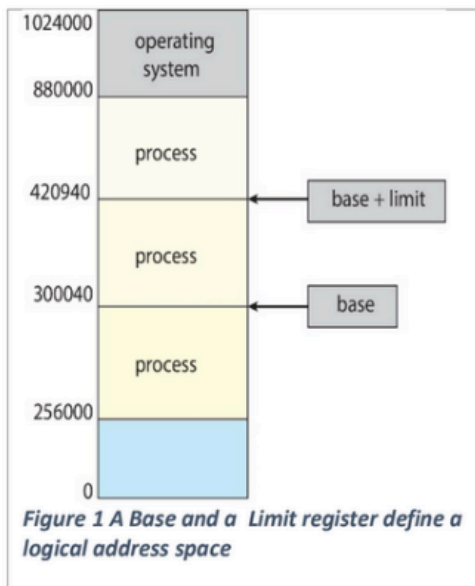 1024000
operating
system
880000
process
420940
base + limit
process
300040
base
process
256000
0
Figure 1 A Base and a Limit register define a
logical address space